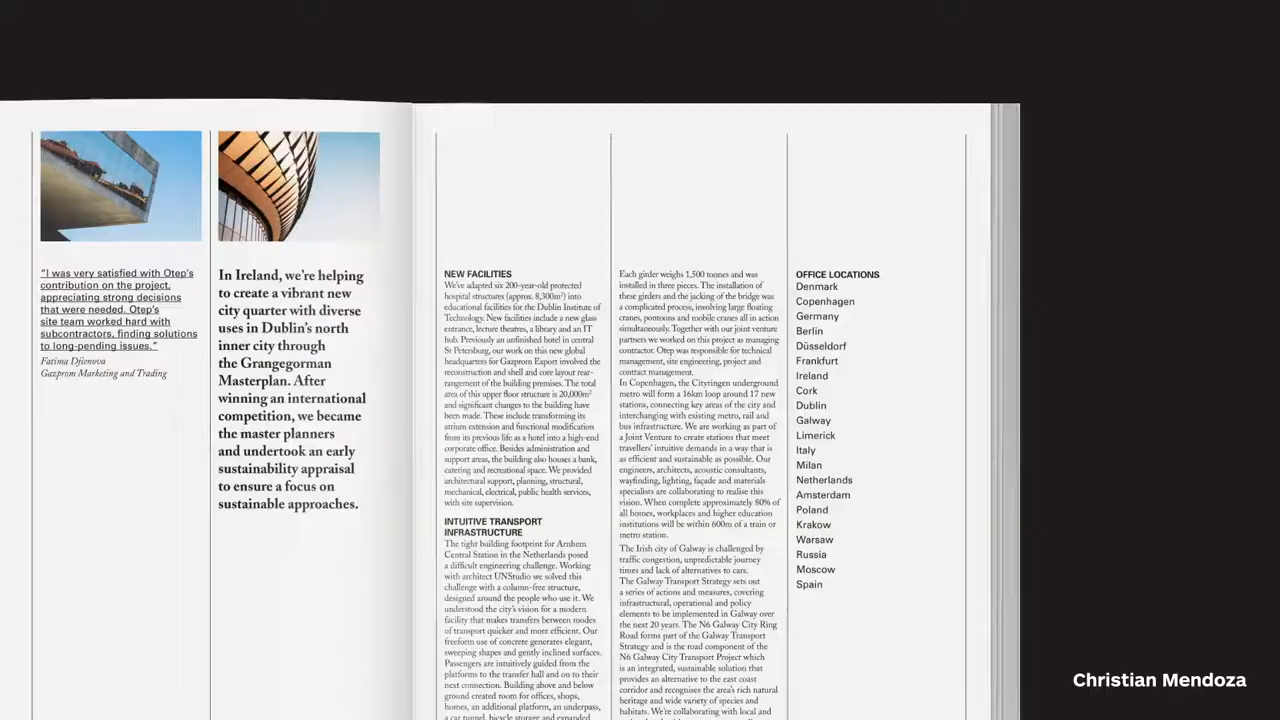 “I was very satisfied with Otep’s
contribution on the project,
appreciating strong decisions
that were needed. Otep’s
site team worked hard with
subcontractors, finding solutions
to long-pending issues.”
Fatima Djienova
Gazprom Marketing and Trading
In Ireland, we’re helping
to create a vibrant new
city quarter with diverse
uses in Dublin’s north
inner city through
the Grangegorman
Masterplan. After
winning an international
competition, we became
the master planners
and undertook an early
sustainability appraisal
to ensure a focus on
sustainable approaches.
NEW FACILITIES
We’ve adapted six 200-year-old protected
hospital structures (approx. 8,300m²) into
educational facilities for the Dublin Institute of
Technology. New facilities include a new glass
entrance, lecture theatres, a library and an IT
hub. Previously an unfinished hotel in central
St Petersburg, our work on this new global
headquarters for Gazprom Export involved the
reconstruction and shell and core layout rear-
rangement of the building premises. The total
area of this upper floor structure is 20,000m²
and significant changes to the building have
been made. These include transforming its
atrium extension and functional modification
from its previous life as a hotel into a high-end
corporate office. Besides administration and
support areas, the building also houses a bank,
catering and recreational space. We provided
architectural support, planning, structural,
mechanical, electrical, public health services,
with site supervision.
INTUITIVE TRANSPORT
INFRASTRUCTURE
The tight building footprint for Arnhem
Central Station in the Netherlands posed
a difficult engineering challenge. Working
with architect UNStudio we solved this
challenge with a column-free structure,
designed around the people who use it. We
understood the city’s vision for a modern
facility that makes transfers between modes
of transport quicker and more efficient. Our
freeform use of concrete generates elegant,
sweeping shapes and gently inclined surfaces.
Passengers are intuitively guided from the
platforms to the transfer hall and on to their
next connection. Building above and below
ground created room for offices, shops,
homes, an additional platform, an underpass,
a car tunnel, bicycle storage and expanded
Each girder weighs 1,500 tonnes and was
installed in three pieces. The installation of
these girders and the jacking of the bridge was
a complicated process, involving large floating
cranes, pontoons and mobile cranes all in action
simultaneously. Together with our joint venture
partners we worked on this project as managing
contractor. Otep was responsible for technical
management, site engineering, project and
contract management.
In Copenhagen, the Cityringen underground
metro will form a 16km loop around 17 new
stations, connecting key areas of the city and
interchanging with existing metro, rail and
bus infrastructure. We are working as part of
a Joint Venture to create stations that meet
travellers’ intuitive demands in a way that is
as efficient and sustainable as possible. Our
engineers, architects, acoustic consultants,
wayfinding, lighting, façade and materials
specialists are collaborating to realise this
vision. When complete approximately 80% of
all homes, workplaces and higher education
institutions will be within 600m of a train or
metro station.
The Irish city of Galway is challenged by
traffic congestion, unpredictable journey
times and lack of alternatives to cars.
The Galway Transport Strategy sets out
a series of actions and measures, covering
infrastructural, operational and policy
elements to be implemented in Galway over
the next 20 years. The N6 Galway City Ring
Road forms part of the Galway Transport
Strategy and is the road component of the
N6 Galway City Transport Project which
is an integrated, sustainable solution that
provides an alternative to the east coast
corridor and recognises the area’s rich natural
heritage and wide variety of species and
habitats. We’re collaborating with local and
OFFICE LOCATIONS
Denmark
Copenhagen
Germany
Berlin
Düsseldorf
Frankfurt
Ireland
Cork
Dublin
Galway
Limerick
Italy
Milan
Netherlands
Amsterdam
Poland
Krakow
Warsaw
Russia
Moscow
Spain
Christian Mendoza